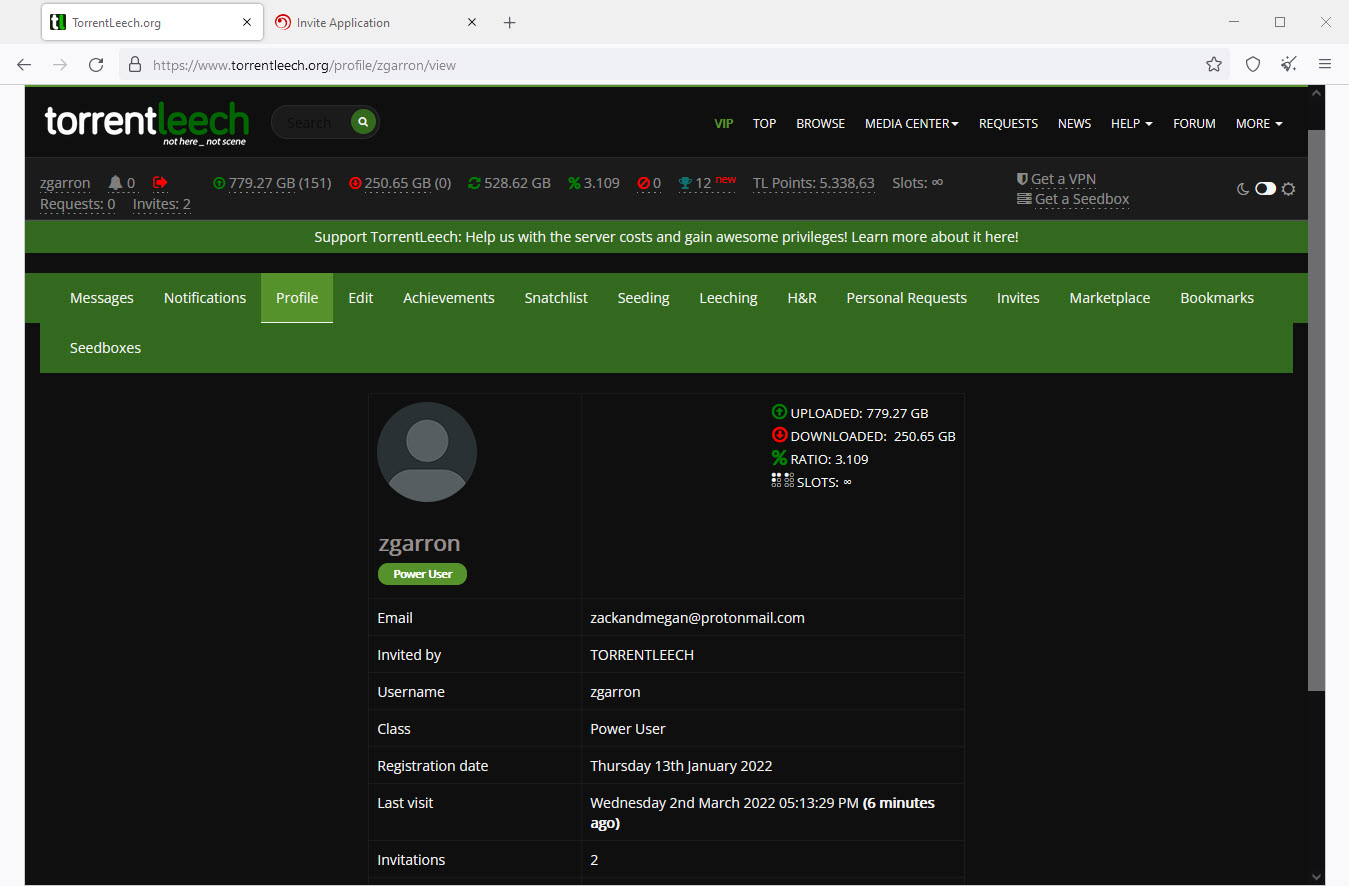 TorrentLeech.org
Invite Application
https://www.torrentleech.org/profile/zgarron/view
torrentleech
not here _ not scene
Search
VIP TOP BROWSE MEDIA CENTER REQUESTS NEWS HELP FORUM MORE
zgarron 0 779.27 GB (151) 250.65 GB (0) 528.62 GB 3.109 0 12 new TL Points: 5.338,63 Slots: ∞ Get a VPN
Requests: 0 Invites: 2 Get a Seedbox
Support TorrentLeech: Help us with the server costs and gain awesome privileges! Learn more about it here!
Messages Notifications Profile Edit Achievements Snatchlist Seeding Leeching H&R Personal Requests Invites Marketplace Bookmarks
Seedboxes
UPLOADED: 779.27 GB
DOWNLOADED: 250.65 GB
RATIO: 3.109
SLOTS: ∞
zgarron
Power User
Email zackandmegan@protonmail.com
Invited by TORRENTLEECH
Username zgarron
Class Power User
Registration date Thursday 13th January 2022
Last visit Wednesday 2nd March 2022 05:13:29 PM (6 minutes
ago)
Invitations 2